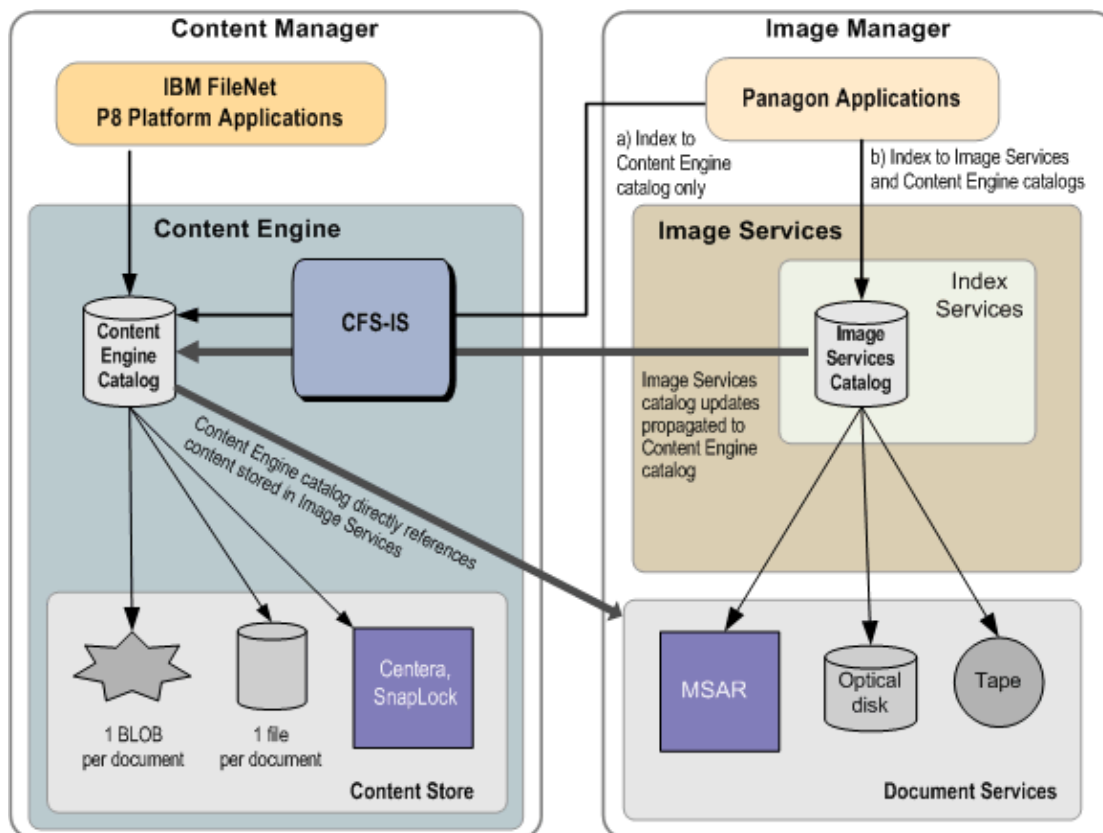 Content Manager
IBM FileNet
P8 Platform Applications
Content Engine
CFS-IS
Content
Engine
Catalog
Content Engine catalog directly references
content stored in Image Services
1 BLOB
per document
1 file
per document
Centera,
SnapLock
Content Store
Image Manager
Panagon Applications
a) Index to
Content Engine
catalog only
b) Index to Image Services
and Content Engine catalogs
Image Services
Index
Services
Image
Services
Catalog
Image Services
catalog updates
propagated to
Content Engine
catalog
MSAR
Optical
disk
Tape
Document Services